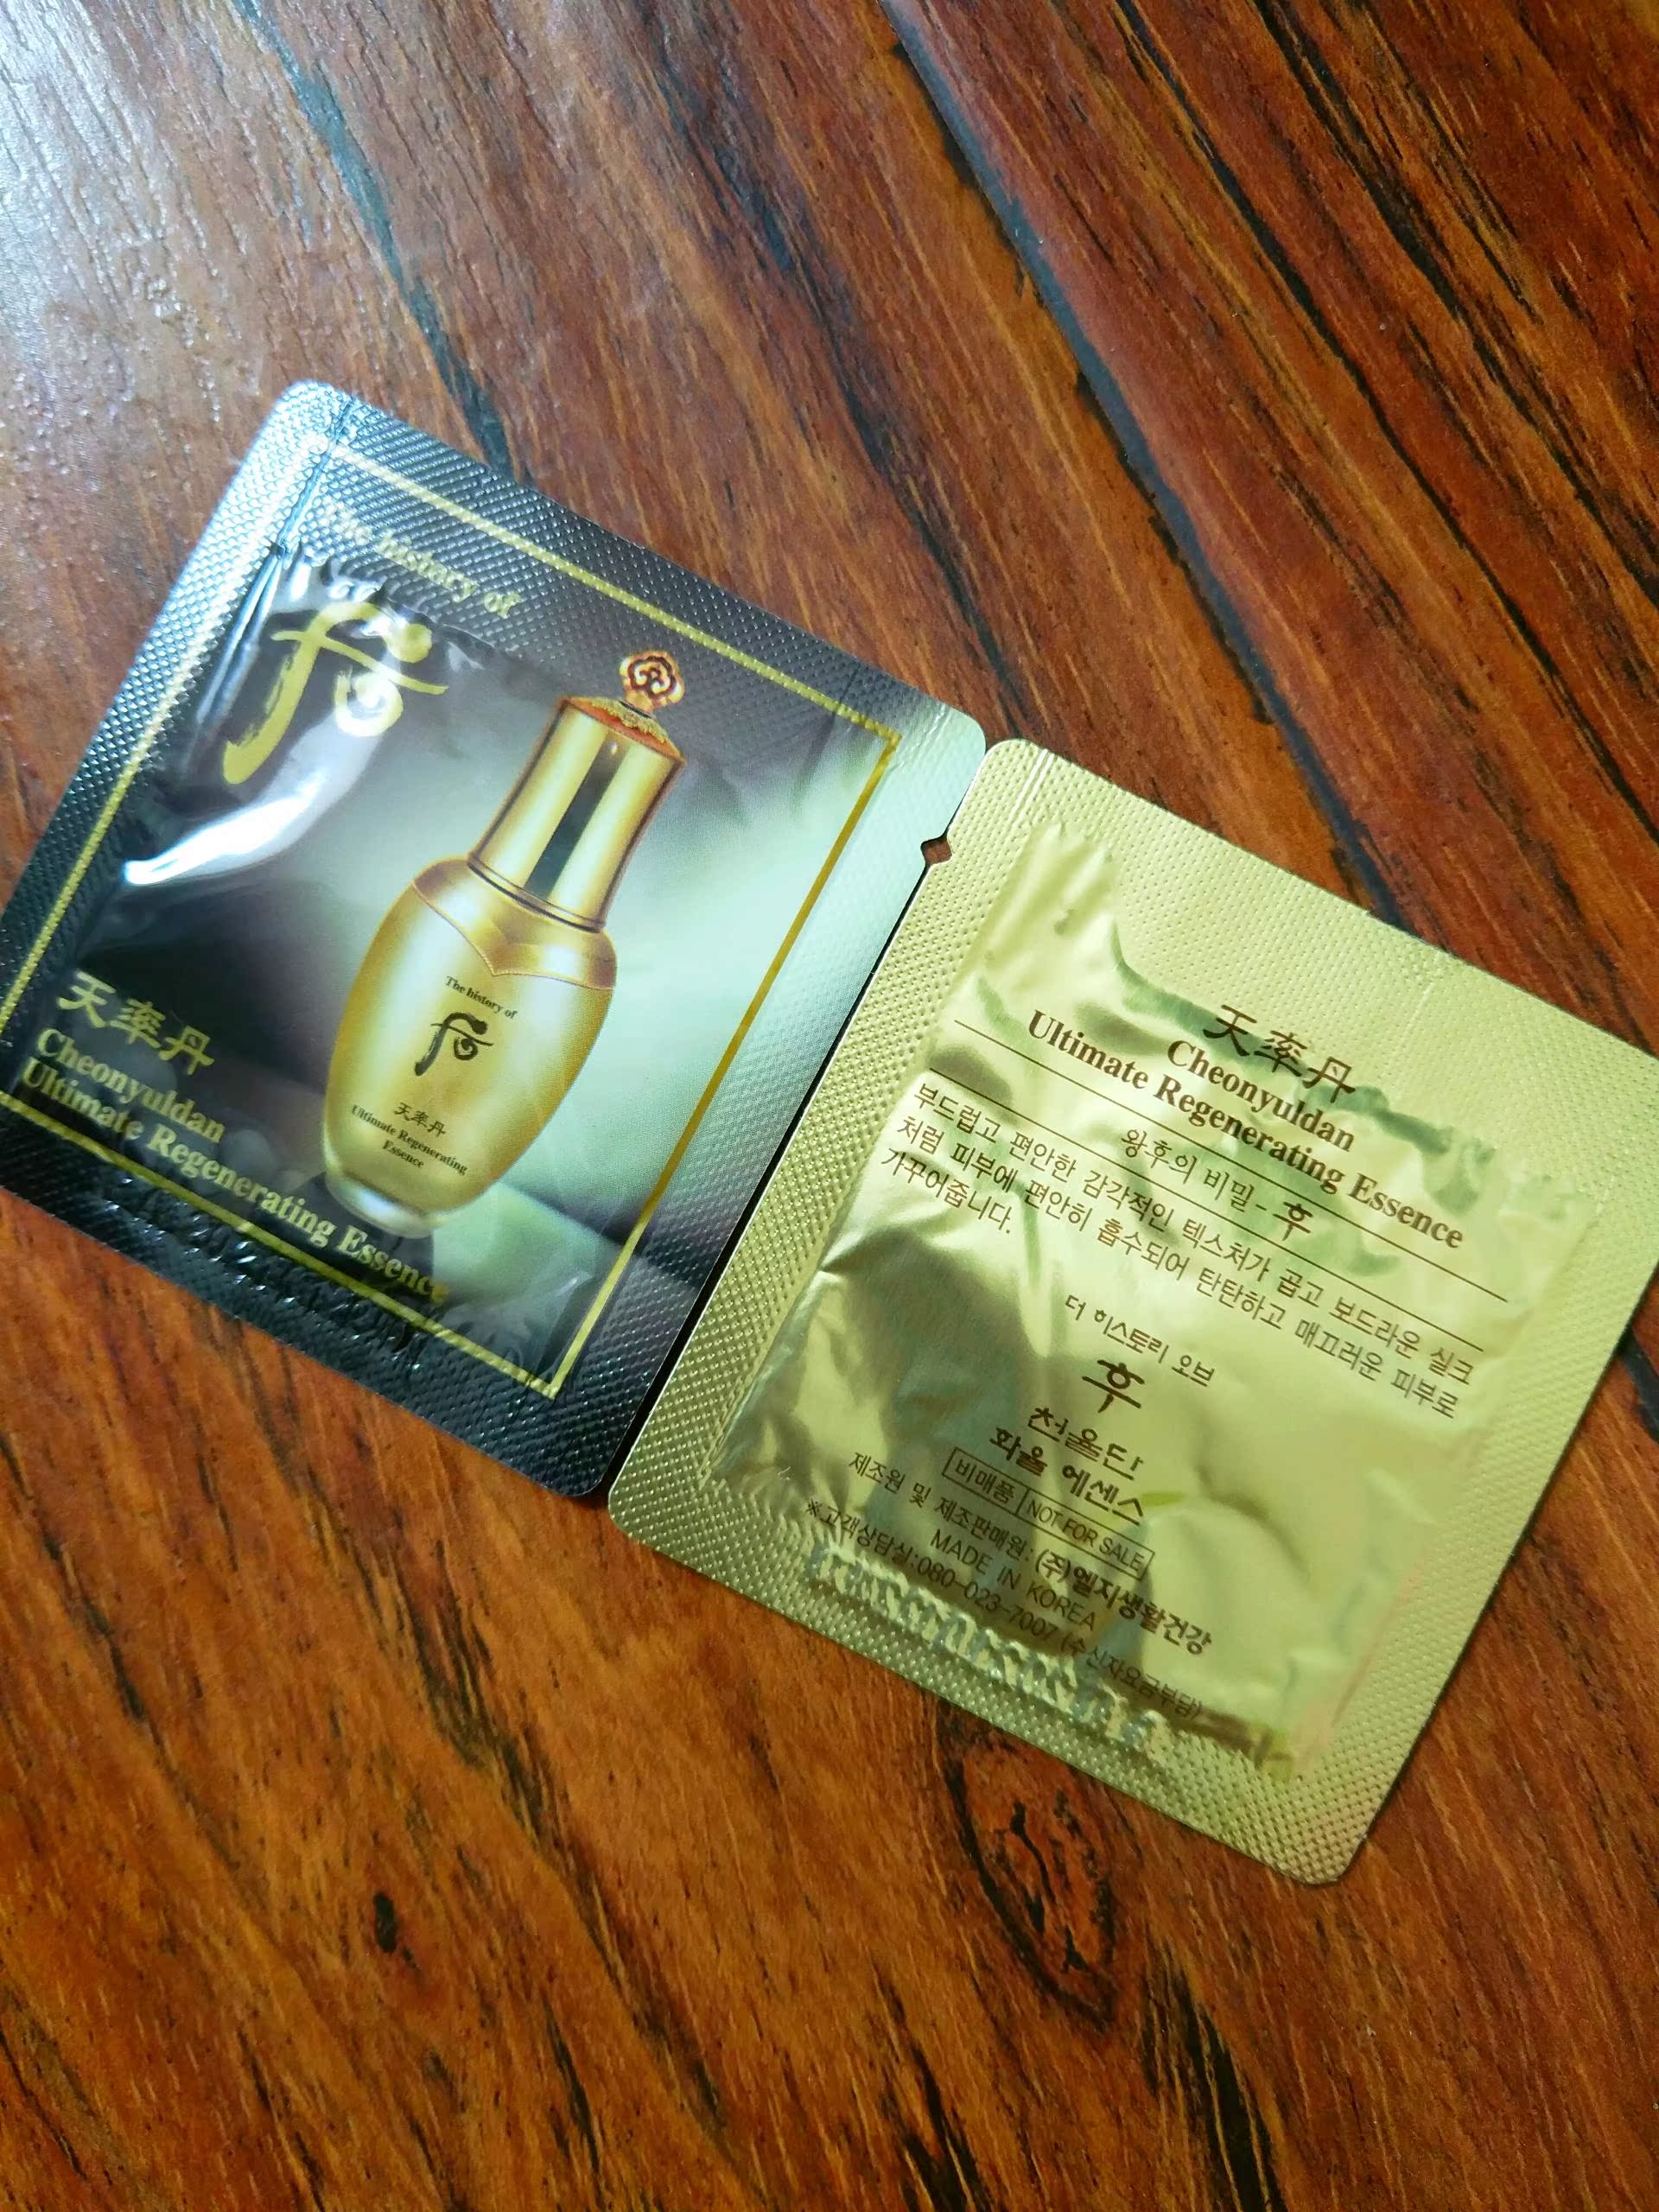 The history of
后
天率丹
Cheonyuldan
Ultimate Regenerating Essence
The history of
后
天率丹
Ultimate Regenerating
Essence
天率丹
Cheonyuldan
Ultimate Regenerating Essence
왕후의 비밀-후
부드럽고 편안한 감각적인 텍스처가 곱고 보드라운 실크
처럼 피부에 편안히 흡수되어 탄탄하고 매끄러운 피부로
가꾸어줍니다.
더 히스토리 오브
후
천율단
화율 에센스
비매품 NOT FOR SALE
제조원 및 제조판매원: (주)엘지생활건강
MADE IN KOREA
※고객상담실:080-023-7007 (수신자요금부담)